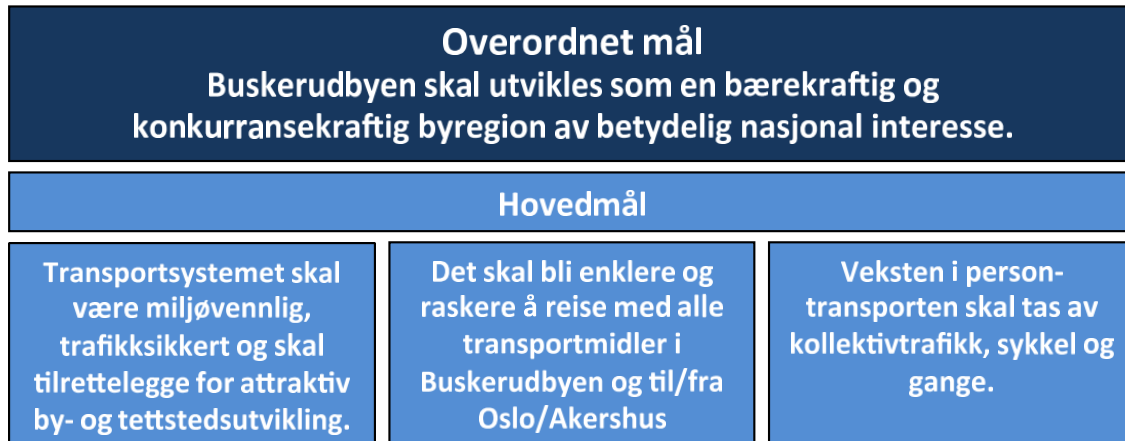 Overordnet mål
Buskerudbyen skal utvikles som en bærekraftig og
konkurransekraftig byregion av betydelig nasjonal interesse.
Hovedmål
Transportsystemet skal
være miljøvennlig,
trafikksikkert og skal
tilrettelegge for attraktiv
by- og tettstedsutvikling.
Det skal bli enklere og
raskere å reise med alle
transportmidler i
Buskerudbyen og til/fra
Oslo/Akershus
Veksten i person-
transporten skal tas av
kollektivtrafikk, sykkel og
gange.